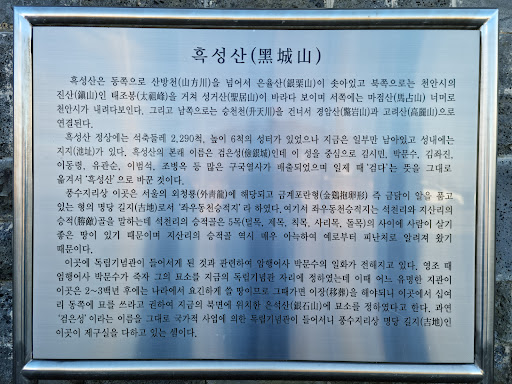 흑성산(黑城山)
흑성산은 동쪽으로 산방천(山方川)을 넘어서 은율산(銀栗山)이 솟아있고 북쪽으로는 천안시의
진산(鎭山)인 태조봉(太祖峰)을 거쳐 성거산(聖居山)이 바라다 보이며 서쪽에는 마점산(馬占山) 너머로
천안시가 내려다보인다. 그리고 남쪽으로는 승천천(升天川)을 건너서 경암산(鷲岩山)과 고려산(高麗山)으로
연결된다.
흑성산 정상에는 석축둘레 2,290척, 높이 6척의 성터가 있었으나 지금은 일부만 남아있고 성내에는
지지(池址)가 있다. 흑성산의 본래 이름은 검은성(儉銀城)인데 이 성을 중심으로 김시민, 박문수, 김좌진,
이동령, 유관순, 이범석, 조병옥 등 많은 구국열사가 배출되었으며 일제 때 '검다'는 뜻을 그대로
옮겨서 '흑성산'으로 바꾼 것이다.
풍수지리상 이곳은 서울의 외청룡(外靑龍)에 해당되고 금계포란형(金鷄抱卵形) 즉 금닭이 알을 품고
있는 형의 명당 길지(吉地)로서 '좌우동천승적지' 라 하였다. 여기서 좌우동천승적지는 석천리와 지산리의
승적(勝敵)골을 말하는데 석천리의 승적골은 5목(밀목, 제목, 칙목, 사리목, 돌목)의 사이에 사람이 살기
좋은 땅이 있기 때문이며 지산리의 승적골 역시 매우 아늑하여 예로부터 피난처로 알려져 왔기
때문이다.
이곳에 독립기념관이 들어서게 된 것과 관련하여 암행어사 박문수의 일화가 전해지고 있다. 영조 때
암행어사 박문수가 죽자 그의 묘소를 지금의 독립기념관 자리에 정하였는데 이때 어느 유명한 지관이
이곳은 2~3백년 후에는 나라에서 요긴하게 쓸 땅이므로 그때가면 이장(移葬)을 해야되니 이곳에서 십여
리 동쪽에 묘를 쓰라고 권하여 지금의 북면에 위치한 은석산(銀石山)에 묘소를 정하였다고 한다. 과연
'검은성'이라는 이름을 그대로 국가적 사업에 의한 독립기념관이 들어서니 풍수지리상 명당 길지(吉地)인
이곳이 제구실을 다하고 있는 셈이다.